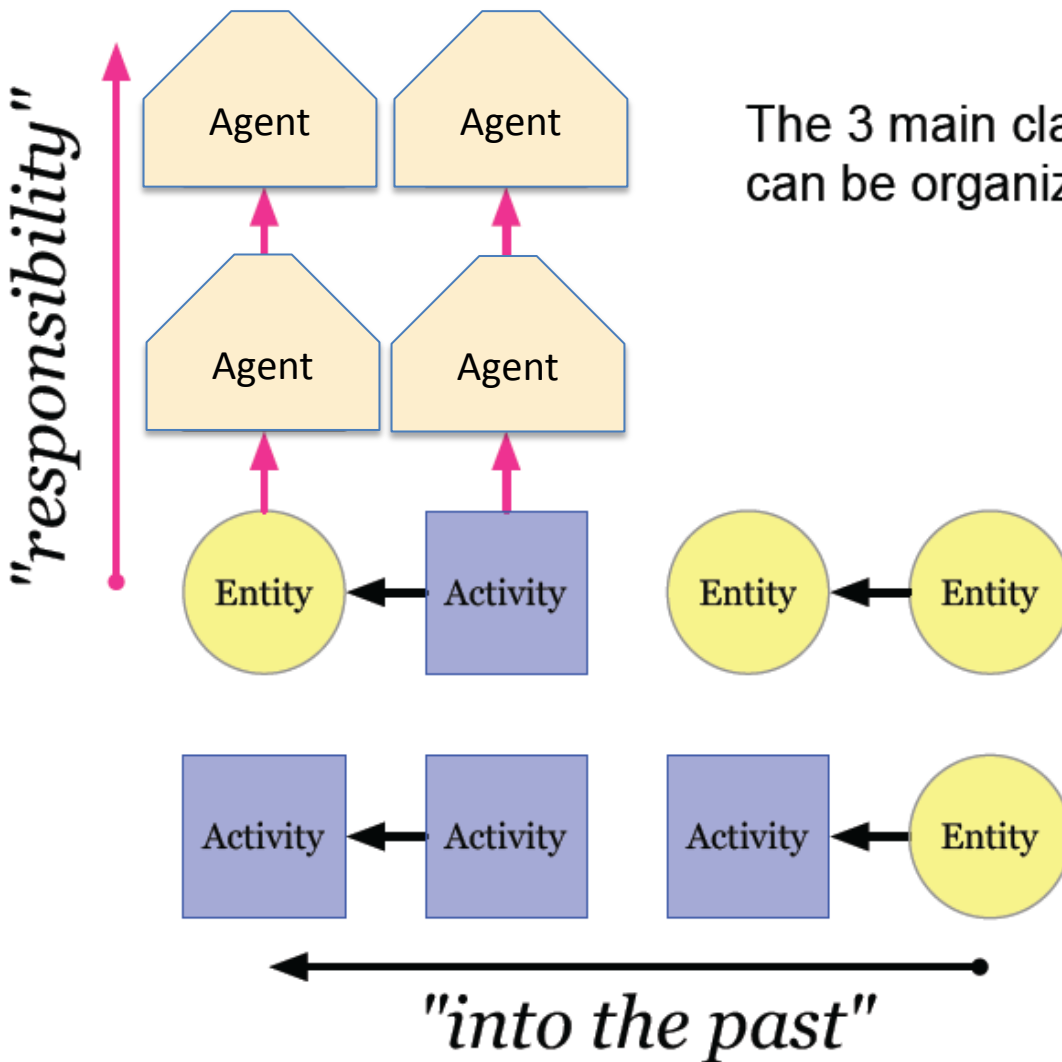 "responsibility"
Agent
Agent
The 3 main cla
can be organiz
Agent
Agent
Entity
Activity
Entity
Entity
Activity
Activity
Activity
Entity
"into the past"